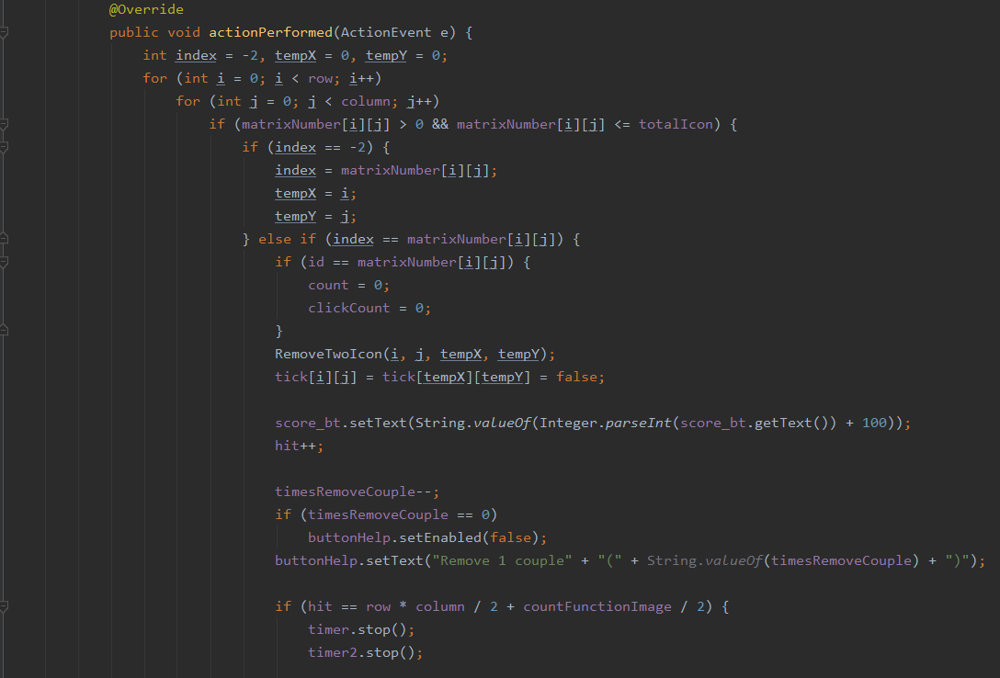 @Override
public void actionPerformed(ActionEvent e) {
int index = -2, tempX = 0, tempY = 0;
for (int i = 0; i < row; i++)
for (int j = 0; j < column; j++)
if (matrixNumber[i][j] > 0 && matrixNumber[i][j] <= totalIcon) {
if (index == -2) {
index = matrixNumber[i][j];
tempX = i;
tempY = j;
} else if (index == matrixNumber[i][j]) {
if (id == matrixNumber[i][j]) {
count = 0;
clickCount = 0;
}
RemoveTwoIcon(i, j, tempX, tempY);
tick[i][j] = tick[tempX][tempY] = false;
score_bt.setText(String.valueOf(Integer.parseInt(score_bt.getText()) + 100));
hit++;
timesRemoveCouple--;
if (timesRemoveCouple == 0)
buttonHelp.setEnabled(false);
buttonHelp.setText("Remove 1 couple" + "(" + String.valueOf(timesRemoveCouple) + ")");
if (hit == row * column / 2 + countFunctionImage / 2) {
timer.stop();
timer2.stop();